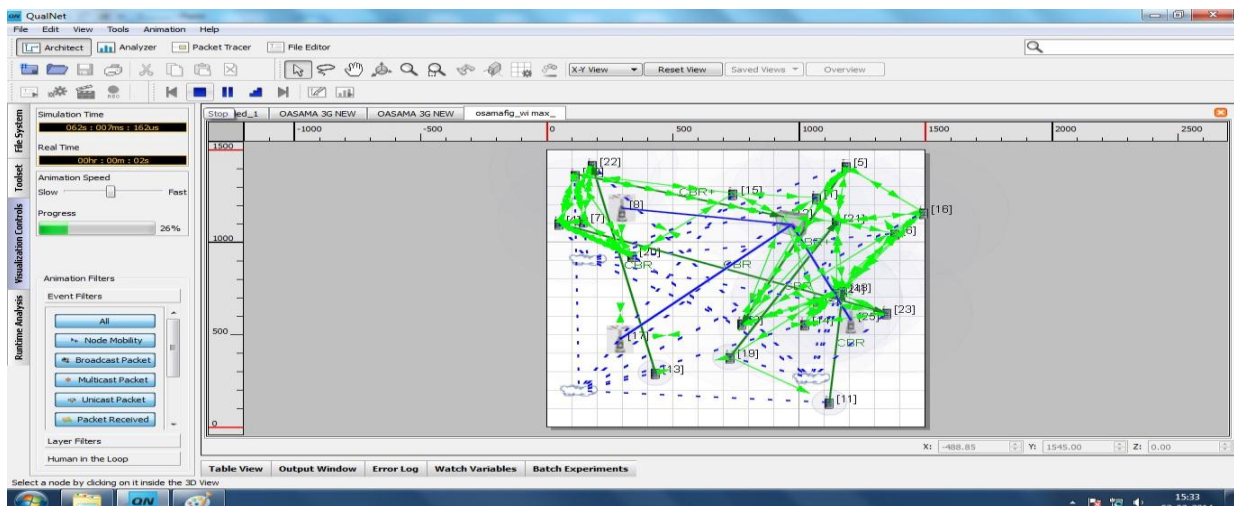 QualNet
File Edit View Tools Animation Help
Architect Analyzer Packet Tracer File Editor
X-Y View Reset View Saved Views Overview
Stop OASAMA 3G NEW OASAMA 3G NEW osamafig_wi max_
File System
Toolset
Visualization Controls
Runtime Analysis
Simulation Time
062s : 007ms : 162us
Real Time
00hr : 00m : 02s
Animation Speed
Slow Fast
Progress
26%
Animation Filters
Event Filters
All
Node Mobility
Broadcast Packet
Multicast Packet
Unicast Packet
Packet Received
Layer Filters
Human in the Loop
-1000 -500 0 500 1000 1500 2000 2500
1500
1000
500
0
[22]
[5]
[15]
CBR+
[8]
[7]
[21]
[16]
[20]
CBR
CBR
[23]
[25]
[17]
CBR
[19]
[13]
[11]
X: -488.85 Y: 1545.00 Z: 0.00
Table View Output Window Error Log Watch Variables Batch Experiments
Select a node by clicking on it inside the 3D View
QN
15:33